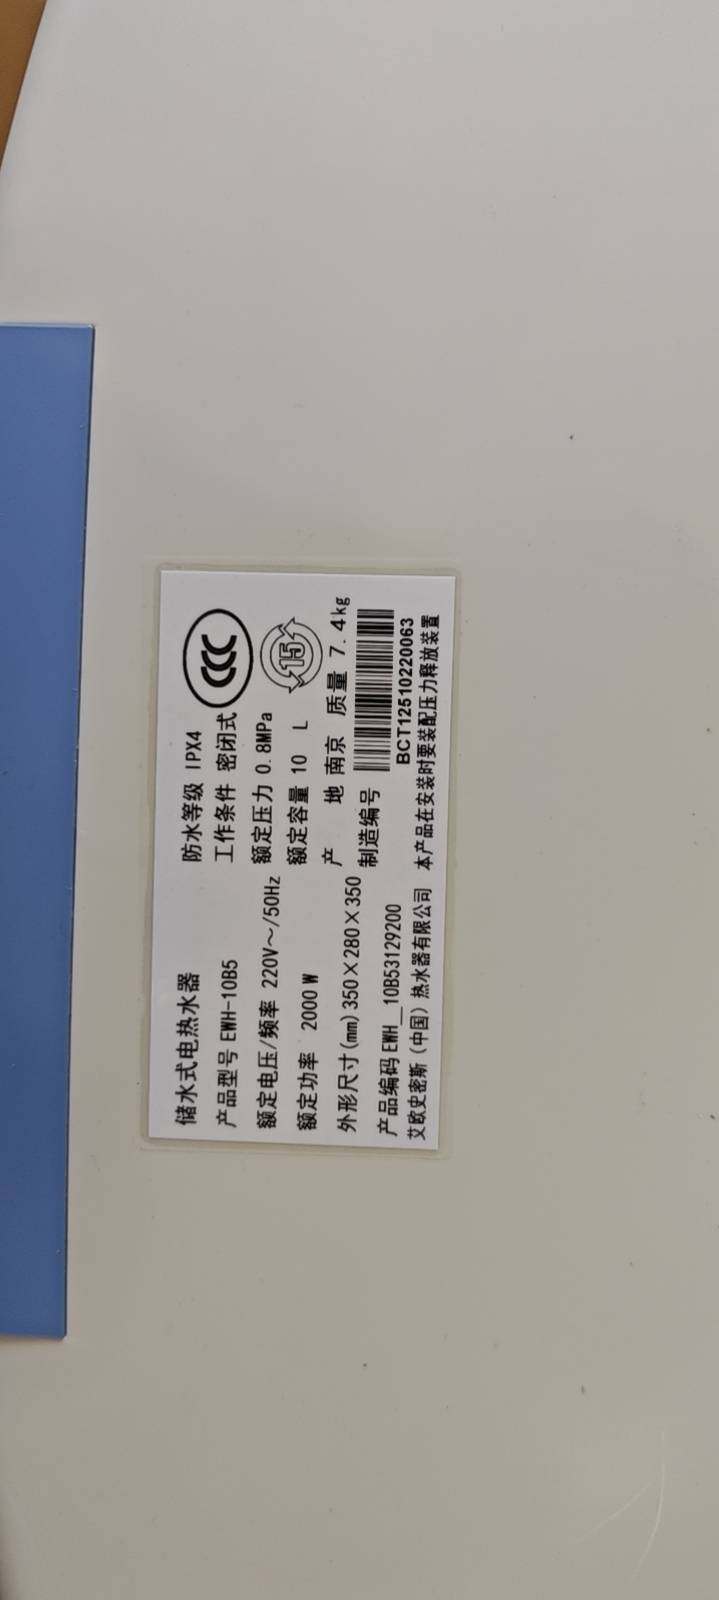 储水式电热水器
产品型号 EWH-10B5
额定电压/频率 220V～/50Hz
额定功率 2000 W
外形尺寸(mm) 350×280×350
产品编码 EWH__10B53129200
艾欧史密斯（中国）热水器有限公司
防水等级 IPX4
工作条件 密闭式
额定压力 0.8MPa
额定容量 10 L
产 地 南京 质量 7.4kg
制造编号
BCT12510220063
本产品在安装时要装配压力释放装置
CCC
15